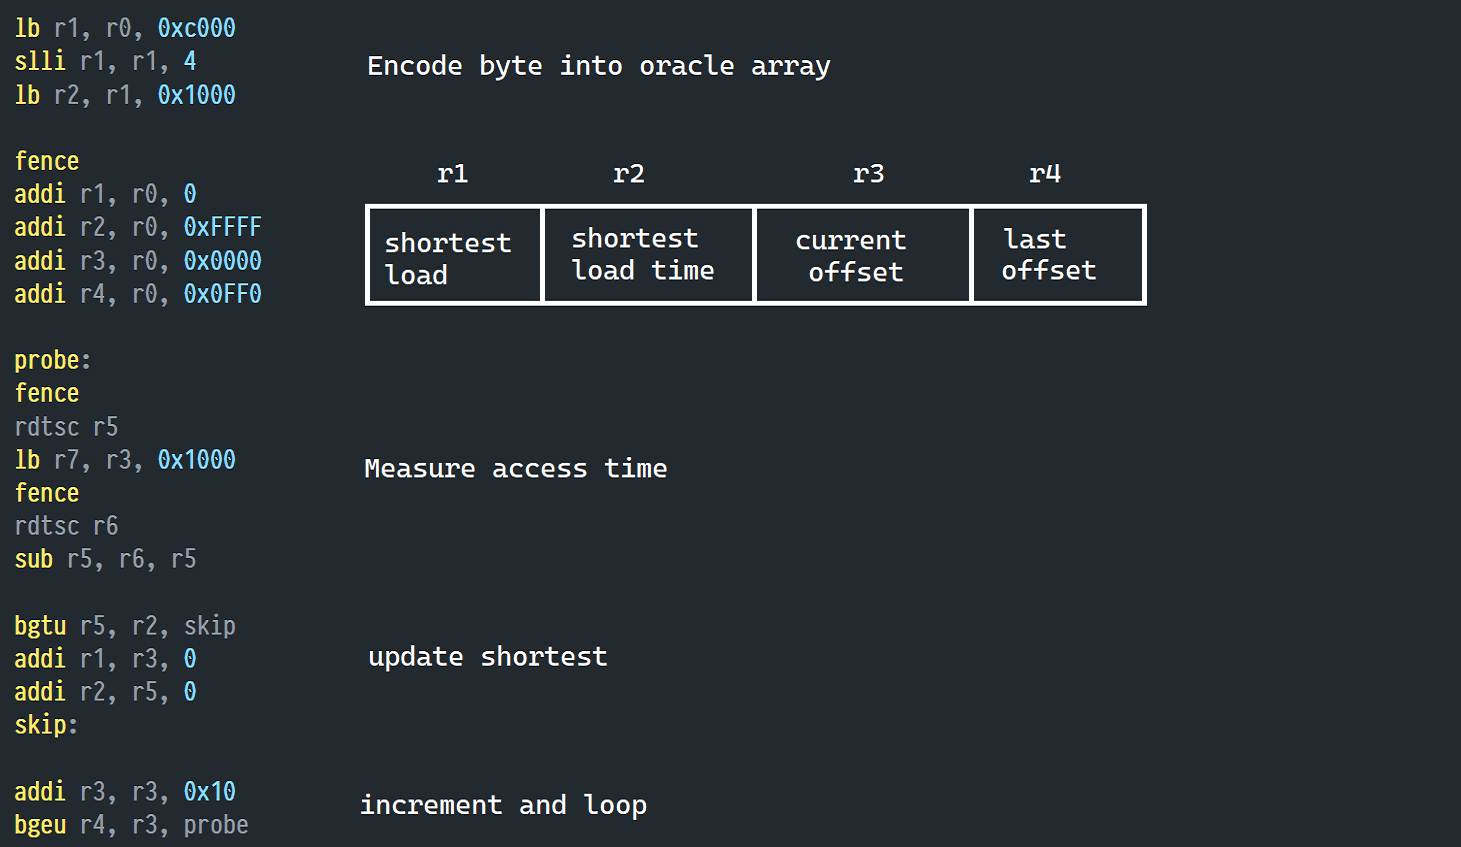 lb r1, r0, 0xc000
slli r1, r1, 4
lb r2, r1, 0x1000
Encode byte into oracle array
fence
addi r1, r0, 0
addi r2, r0, 0xFFFF
addi r3, r0, 0x0000
addi r4, r0, 0x0FF0
r1 r2 r3 r4
shortest load
shortest load time
current offset
last offset
probe:
fence
rdtsc r5
lb r7, r3, 0x1000
fence
rdtsc r6
sub r5, r6, r5
Measure access time
bgtu r5, r2, skip
addi r1, r3, 0
addi r2, r5, 0
skip:
update shortest
addi r3, r3, 0x10
bgeu r4, r3, probe
increment and loop